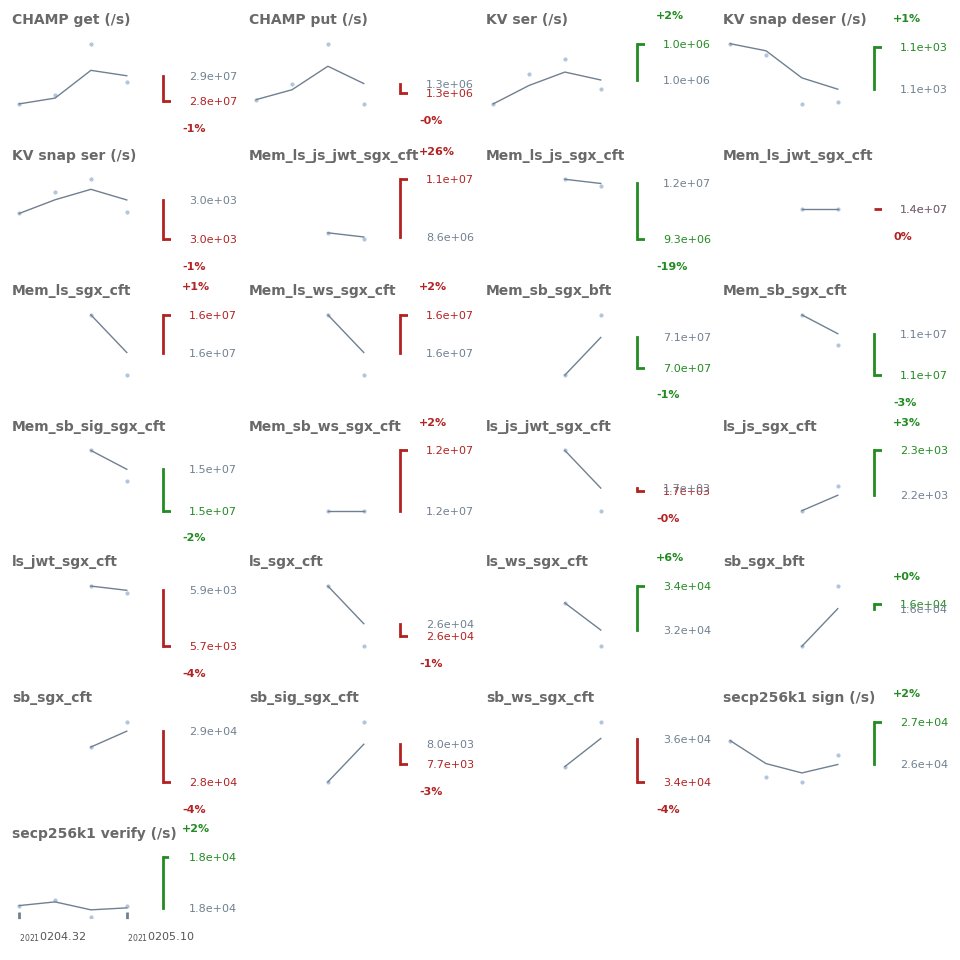 CHAMP get (/s)
2.9e+07
2.8e+07
-1%
CHAMP put (/s)
1.3e+06
1.3e+06
-0%
KV ser (/s)
+2%
1.0e+06
1.0e+06
KV snap deser (/s)
+1%
1.1e+03
1.1e+03
KV snap ser (/s)
3.0e+03
3.0e+03
-1%
Mem_ls_js_jwt_sgx_cft
+26%
1.1e+07
8.6e+06
Mem_ls_js_sgx_cft
1.2e+07
9.3e+06
-19%
Mem_ls_jwt_sgx_cft
1.4e+07
0%
Mem_ls_sgx_cft
+1%
1.6e+07
1.6e+07
Mem_ls_ws_sgx_cft
+2%
1.6e+07
1.6e+07
Mem_sb_sgx_bft
7.1e+07
7.0e+07
-1%
Mem_sb_sgx_cft
1.1e+07
1.1e+07
-3%
Mem_sb_sig_sgx_cft
1.5e+07
1.5e+07
-2%
Mem_sb_ws_sgx_cft
+2%
1.2e+07
1.2e+07
ls_js_jwt_sgx_cft
1.7e+03
1.7e+03
-0%
ls_js_sgx_cft
+3%
2.3e+03
2.2e+03
ls_jwt_sgx_cft
5.9e+03
5.7e+03
-4%
ls_sgx_cft
2.6e+04
2.6e+04
-1%
ls_ws_sgx_cft
+6%
3.4e+04
3.2e+04
sb_sgx_bft
+0%
1.6e+04
1.6e+04
sb_sgx_cft
2.9e+04
2.8e+04
-4%
sb_sig_sgx_cft
8.0e+03
7.7e+03
-3%
sb_ws_sgx_cft
3.6e+04
3.4e+04
-4%
secp256k1 sign (/s)
+2%
2.7e+04
2.6e+04
secp256k1 verify (/s)
+2%
1.8e+04
1.8e+04
20210204.32
20210205.10